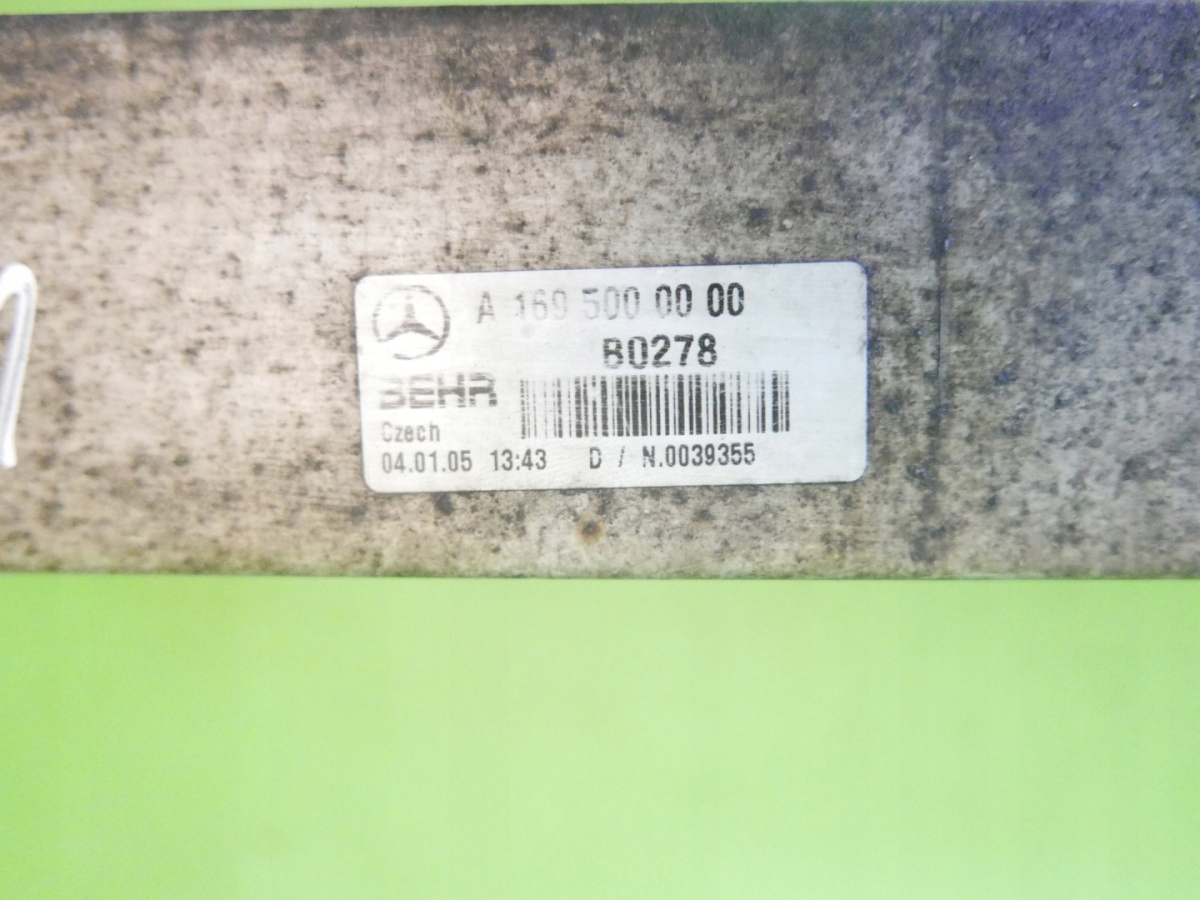 A 169 500 00 00
B0278
BEHR
Czech
04.01.05 13:43 D / N.0039355